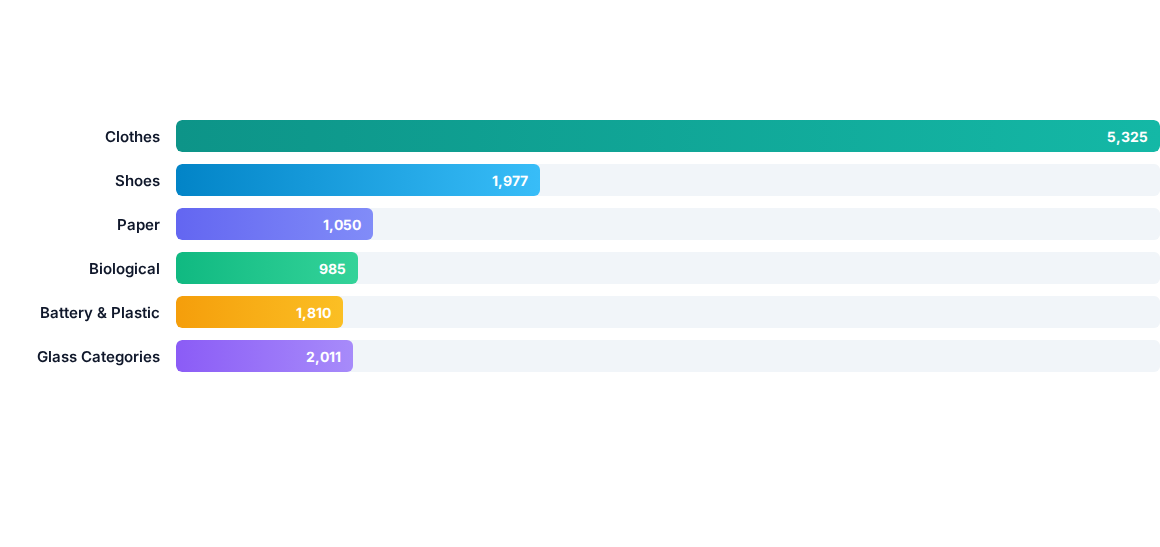 Clothes 5,325
Shoes 1,977
Paper 1,050
Biological 985
Battery & Plastic 1,810
Glass Categories 2,011